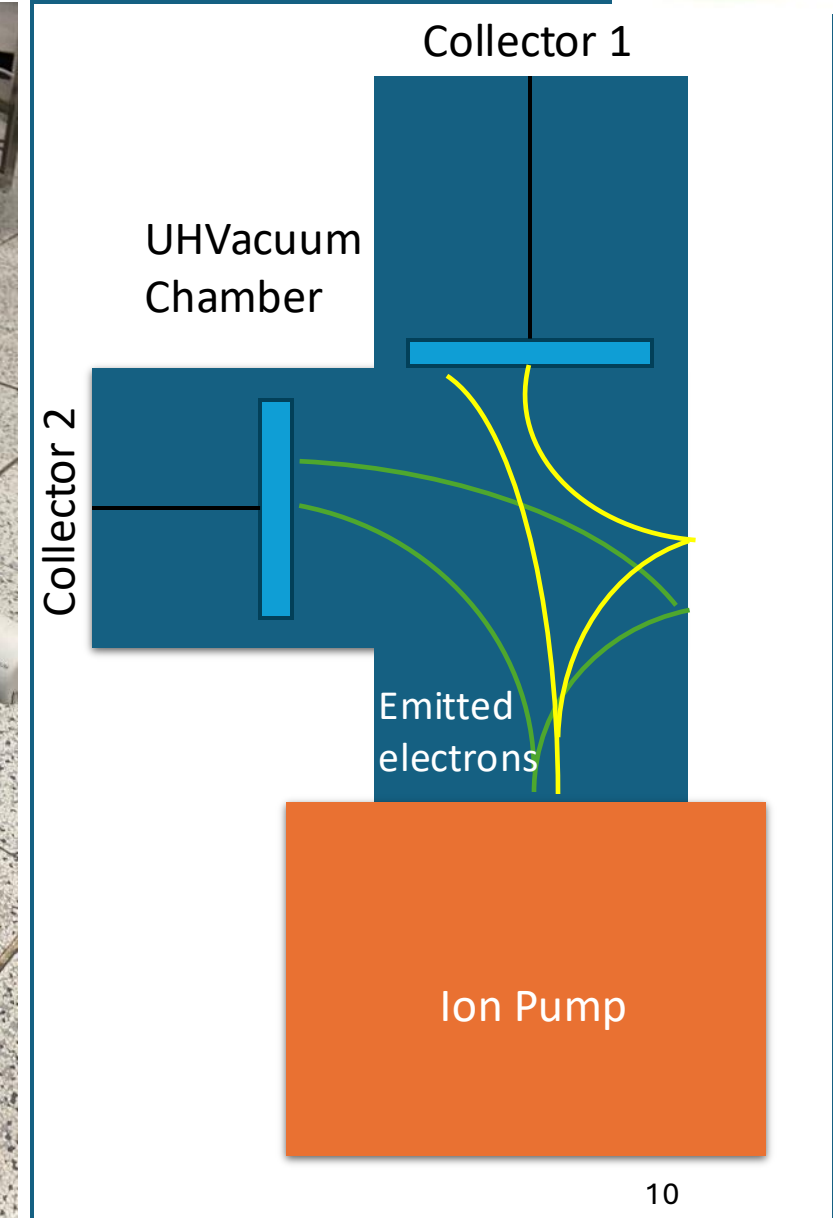 Collector 1
UHVacuum
Chamber
Collector 2
Emitted
electrons
Ion Pump
10